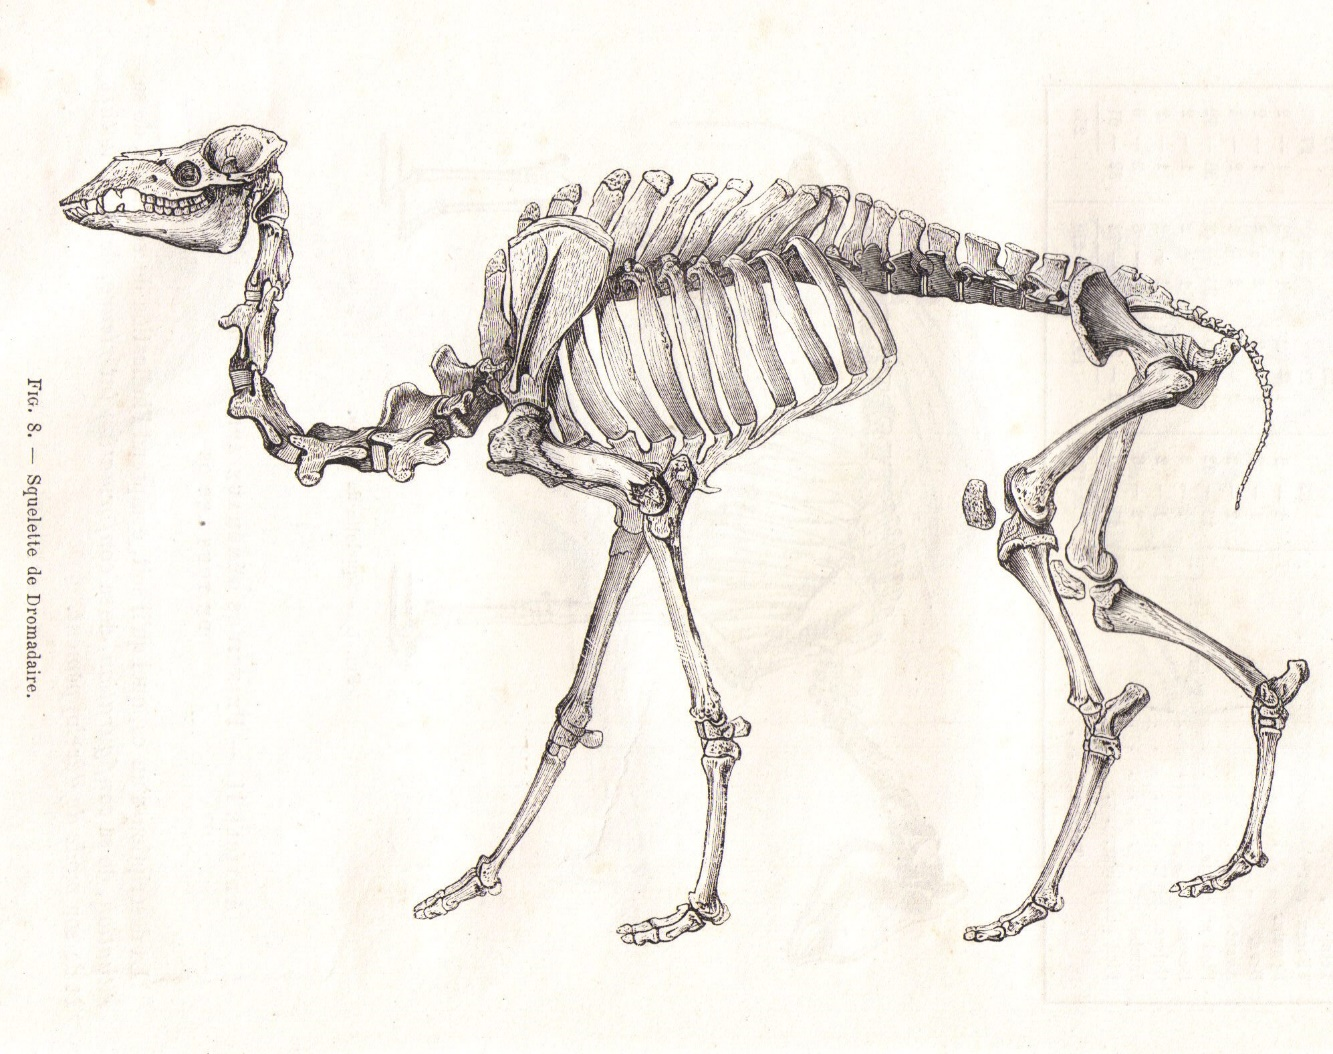 Fig. 8. — Squelette de Dromadaire.